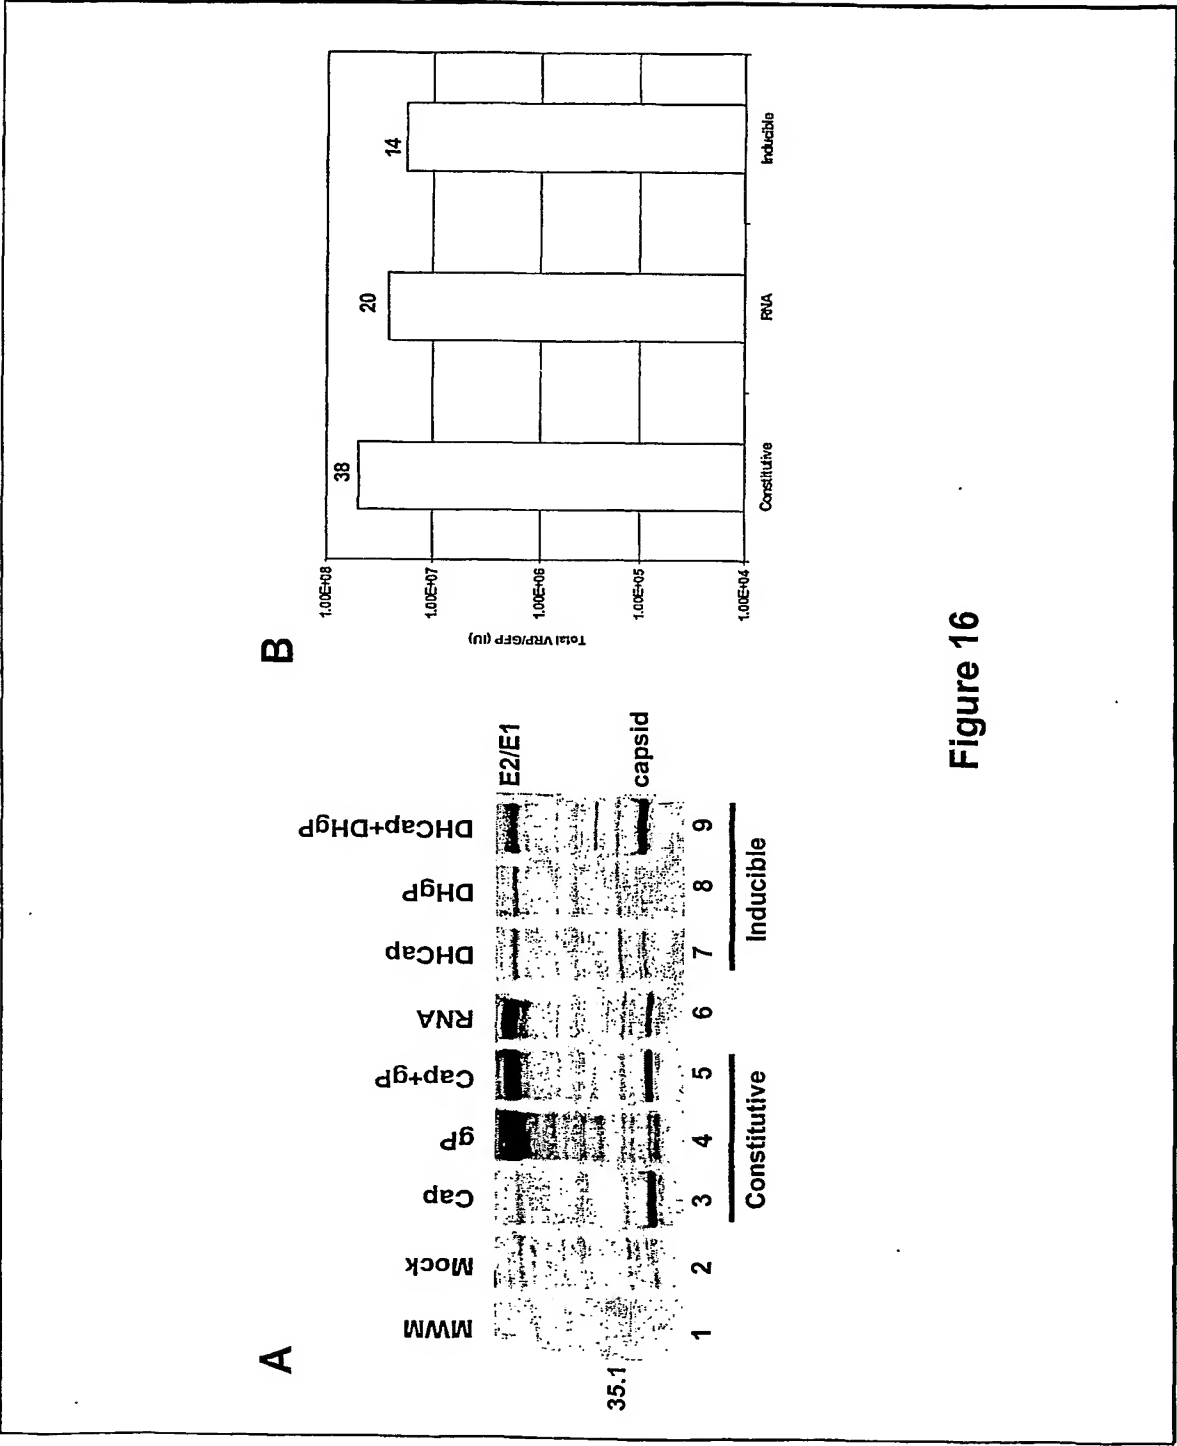 A
MWM
Mock
Cap
gP
Cap+gP
RNA
DHCap
DHgP
DHCap+DHgP
35.1
E2/E1
capsid
1 2 3 4 5 6 7 8 9
Constitutive
Inducible
B
Total VRP/GFP (IU)
1.00E+08
1.00E+07
1.00E+06
1.00E+05
1.00E+04
38
20
14
Constitutive
RNA
Inducible
Figure 16